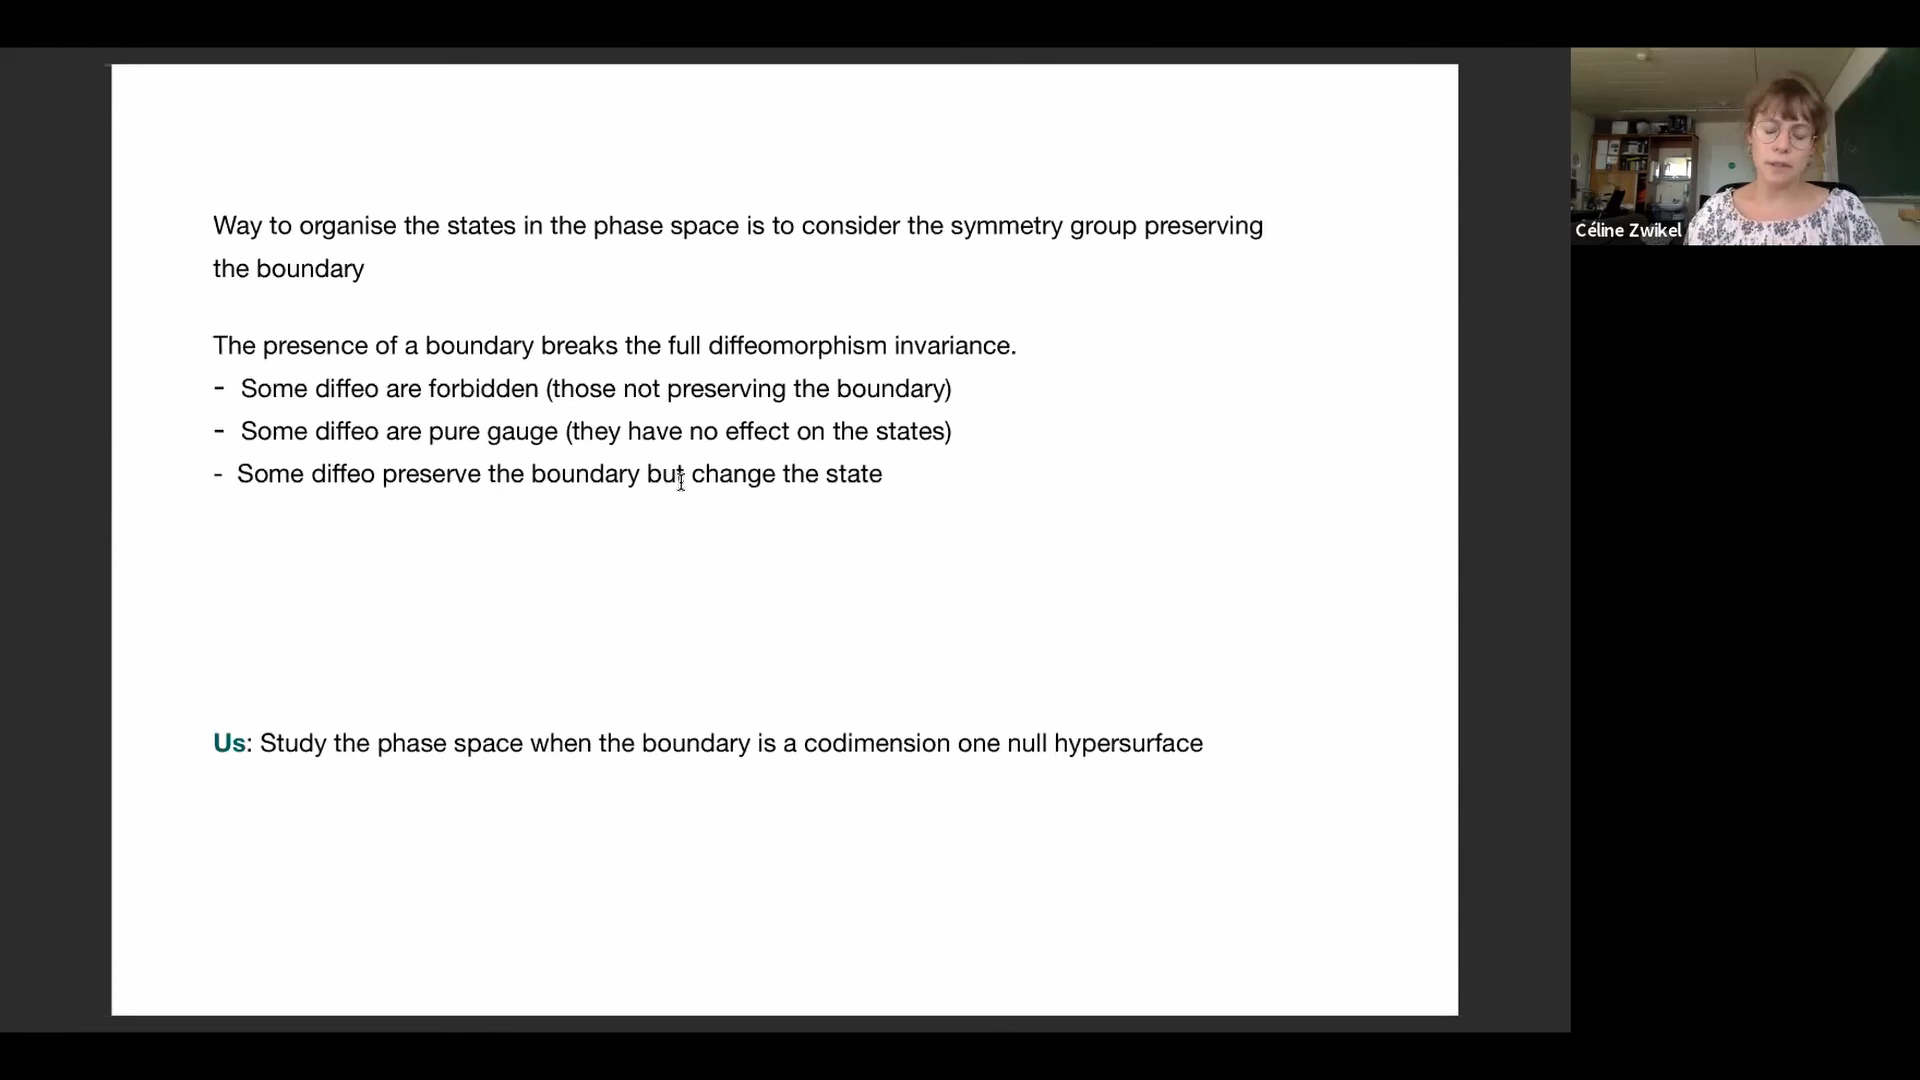 Way to organise the states in the phase space is to consider the symmetry group preserving
the boundary
The presence of a boundary breaks the full diffeomorphism invariance.
- Some diffeo are forbidden (those not preserving the boundary)
- Some diffeo are pure gauge (they have no effect on the states)
- Some diffeo preserve the boundary but change the state
Us: Study the phase space when the boundary is a codimension one null hypersurface
Céline Zwikel